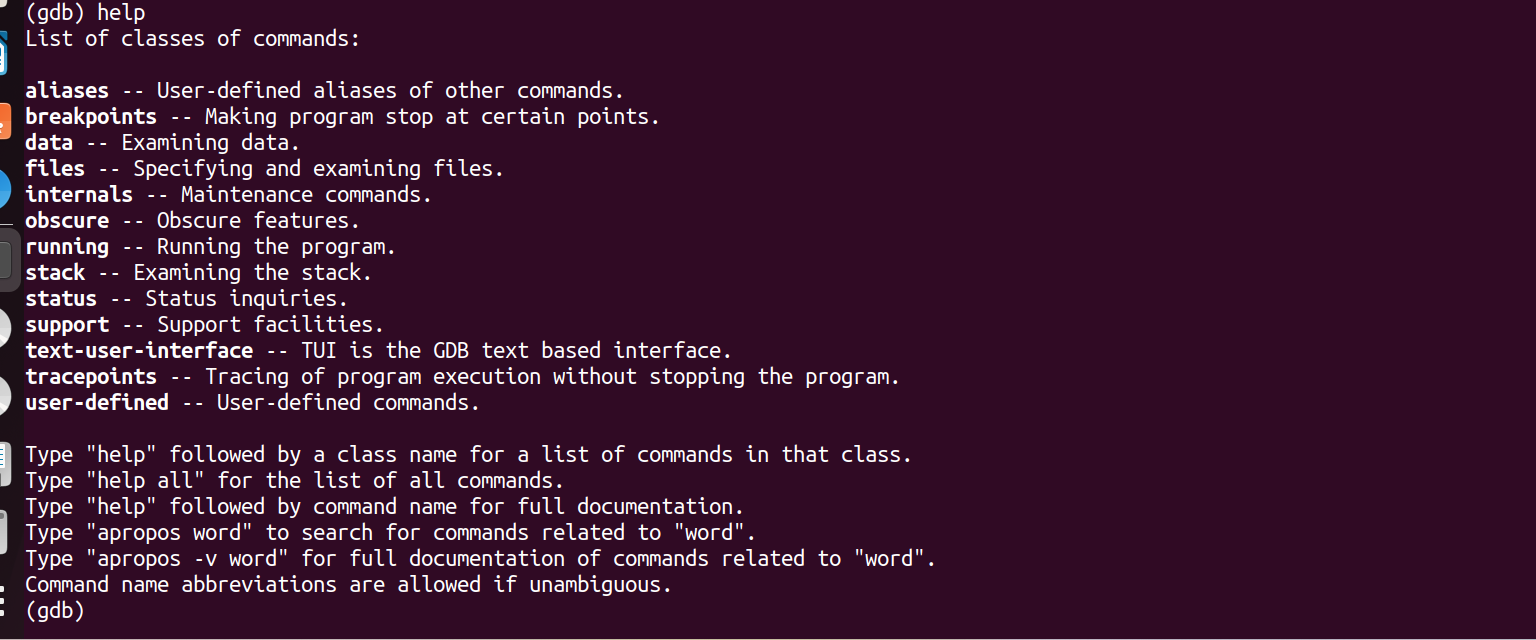 (gdb) help
List of classes of commands:
aliases -- User-defined aliases of other commands.
breakpoints -- Making program stop at certain points.
data -- Examining data.
files -- Specifying and examining files.
internals -- Maintenance commands.
obscure -- Obscure features.
running -- Running the program.
stack -- Examining the stack.
status -- Status inquiries.
support -- Support facilities.
text-user-interface -- TUI is the GDB text based interface.
tracepoints -- Tracing of program execution without stopping the program.
user-defined -- User-defined commands.
Type "help" followed by a class name for a list of commands in that class.
Type "help all" for the list of all commands.
Type "help" followed by command name for full documentation.
Type "apropos word" to search for commands related to "word".
Type "apropos -v word" for full documentation of commands related to "word".
Command name abbreviations are allowed if unambiguous.
(gdb)